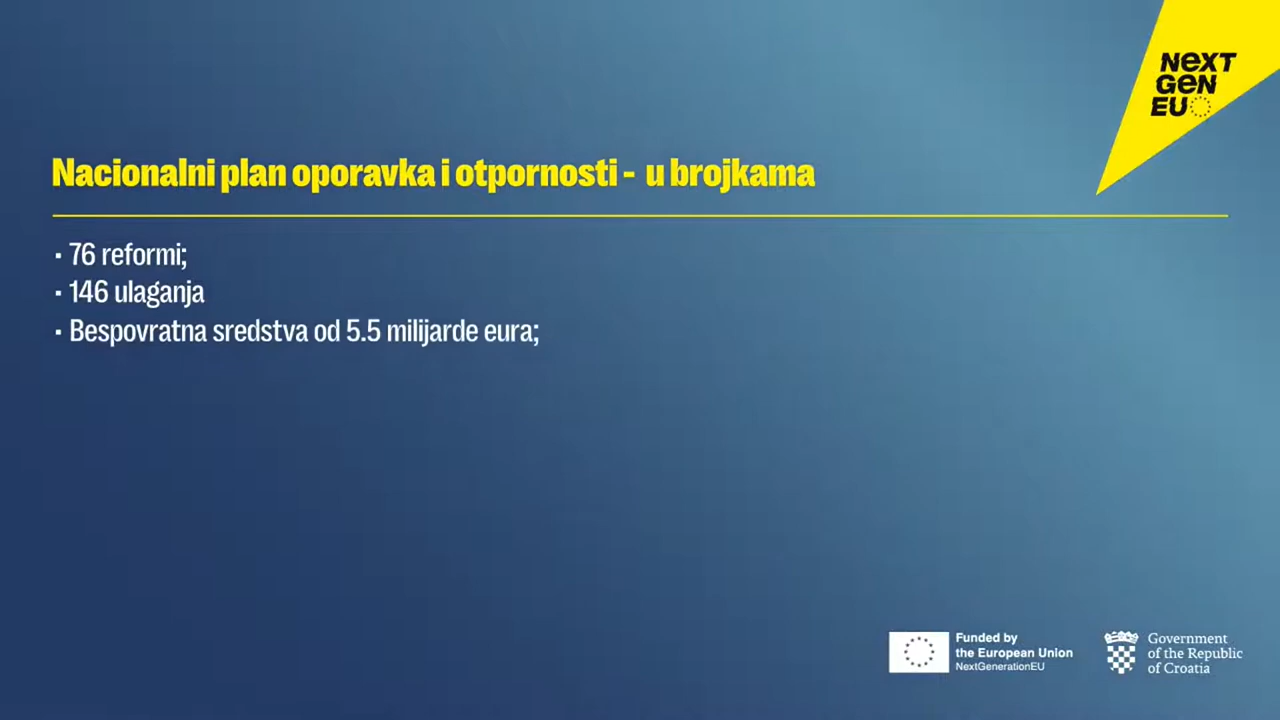 NEXT
GEN
EU
Nacionalni plan oporavka i otpornosti - u brojkama
· 76 reformi;
· 146 ulaganja
· Bespovratna sredstva od 5.5 milijarde eura;
Funded by
the European Union
NextGenerationEU
Government
of the Republic
of Croatia